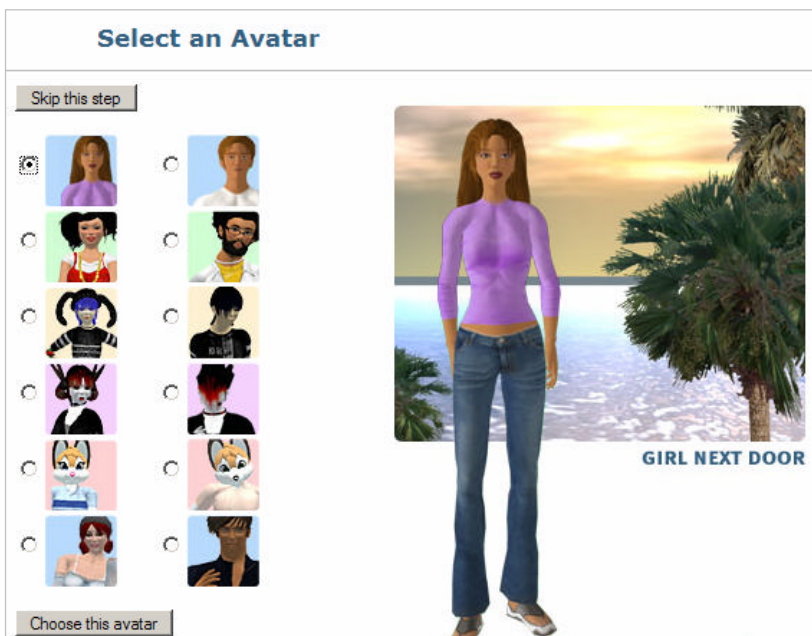 Select an Avatar
Skip this step
GIRL NEXT DOOR
Choose this avatar